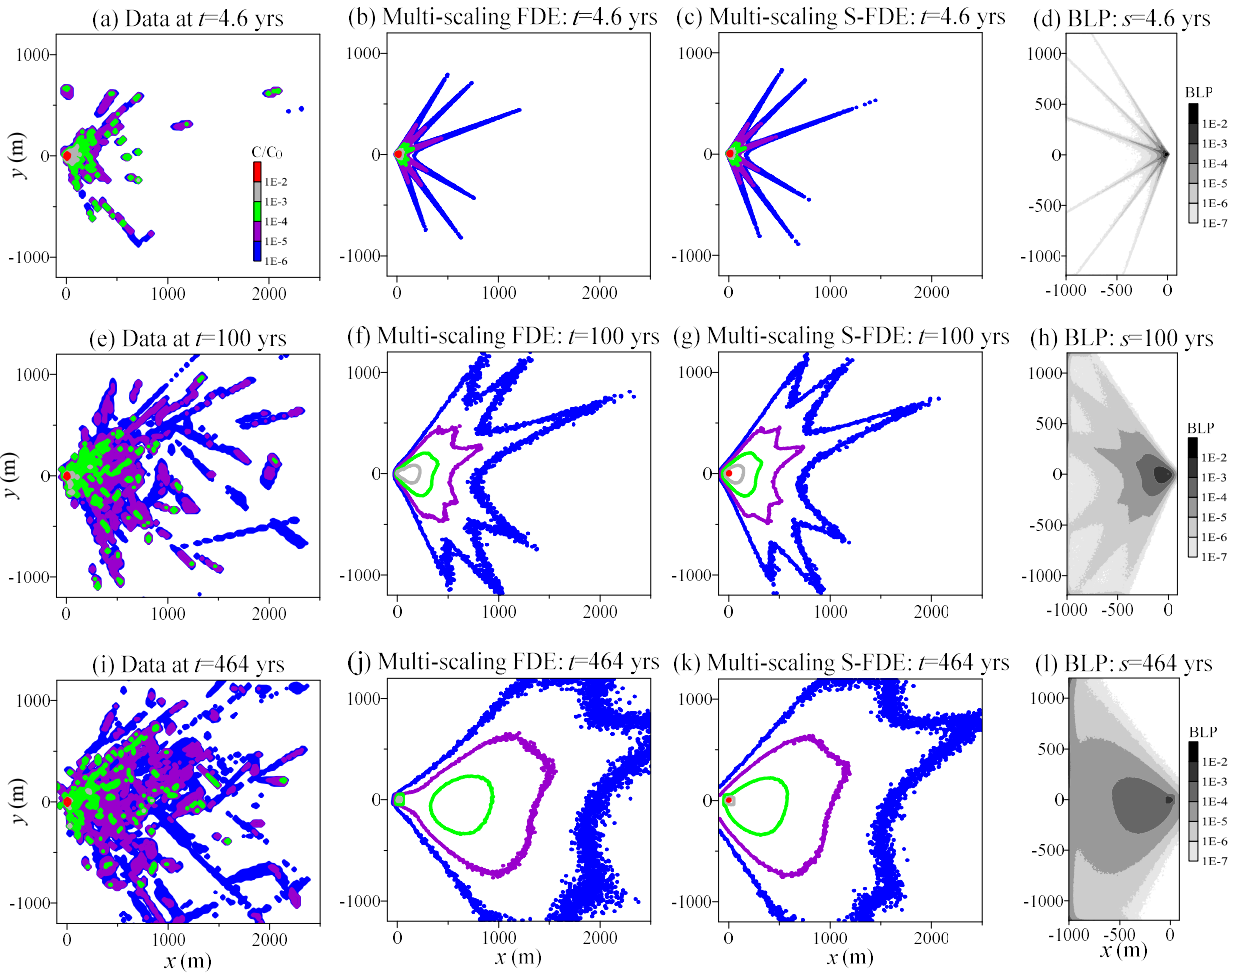 (a) Data at t=4.6 yrs
(b) Multi-scaling FDE: t=4.6 yrs
(c) Multi-scaling S-FDE: t=4.6 yrs
(d) BLP: s=4.6 yrs
1000
0
-1000
y (m)
0
1000
2000
C/C0
1E-2
1E-3
1E-4
1E-5
1E-6
1000
0
-1000
0
1000
2000
1000
0
-1000
0
1000
2000
1000
500
0
-500
-1000
-1000
-500
0
BLP
1E-2
1E-3
1E-4
1E-5
1E-6
1E-7
(e) Data at t=100 yrs
(f) Multi-scaling FDE: t=100 yrs
(g) Multi-scaling S-FDE: t=100 yrs
(h) BLP: s=100 yrs
1000
0
-1000
y (m)
0
1000
2000
1000
0
-1000
0
1000
2000
1000
0
-1000
0
1000
2000
1000
500
0
-500
-1000
-1000
-500
0
BLP
1E-2
1E-3
1E-4
1E-5
1E-6
1E-7
(i) Data at t=464 yrs
(j) Multi-scaling FDE: t=464 yrs
(k) Multi-scaling S-FDE: t=464 yrs
(l) BLP: s=464 yrs
1000
0
-1000
y (m)
0
1000
2000
x (m)
1000
0
-1000
0
1000
2000
x (m)
1000
0
-1000
0
1000
2000
x (m)
1000
500
0
-500
-1000
-1000
-500
0
x (m)
BLP
1E-2
1E-3
1E-4
1E-5
1E-6
1E-7